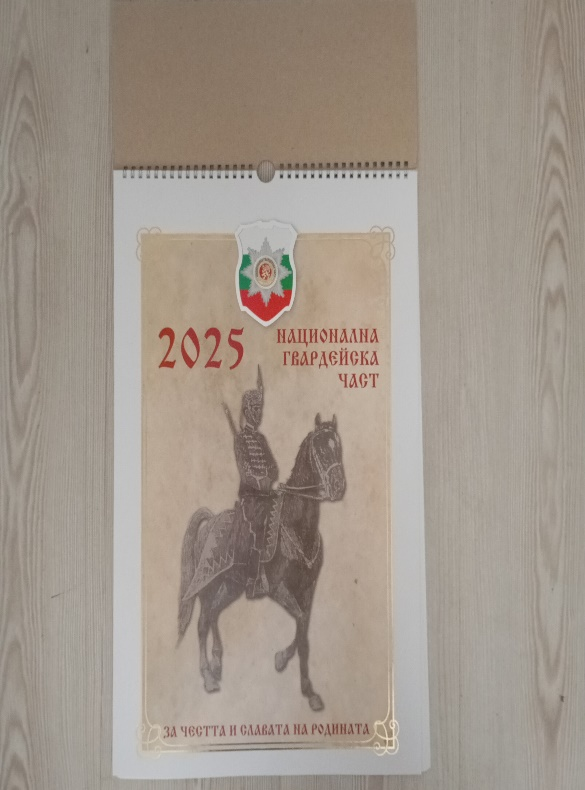 2025
НАЦИОНАЛНА
ГВАРДЕЙСКА
ЧАСТ
ЗА ЧЕСТТА И СЛАВАТА НА РОДИНАТА